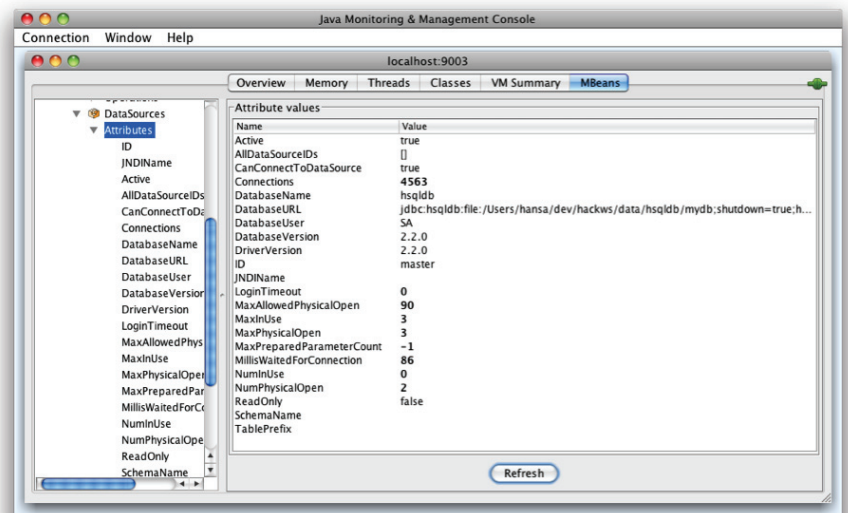 Java Monitoring & Management Console
Connection Window Help
localhost:9003
Overview Memory Threads Classes VM Summary MBeans
DataSources
Attributes
ID
JNDIName
Active
AllDataSourceIDs
CanConnectToDa
Connections
DatabaseName
DatabaseURL
DatabaseUser
DatabaseVersion
DriverVersion
LoginTimeout
MaxAllowedPhys
MaxInUse
MaxPhysicalOper
MaxPreparedPar
MillisWaitedForCo
NumInUse
NumPhysicalOpe
ReadOnly
SchemaName
Attribute values
Name Value
Active true
AllDataSourceIDs []
CanConnectToDataSource true
Connections 4563
DatabaseName hsqldb
DatabaseURL jdbc:hsqldb:file:/Users/hansa/dev/hackws/data/hsqldb/mydb;shutdown=true;h...
DatabaseUser SA
DatabaseVersion 2.2.0
DriverVersion 2.2.0
ID master
JNDIName
LoginTimeout 0
MaxAllowedPhysicalOpen 90
MaxInUse 3
MaxPhysicalOpen 3
MaxPreparedParameterCount -1
MillisWaitedForConnection 86
NumInUse 0
NumPhysicalOpen 2
ReadOnly false
SchemaName
TablePrefix
Refresh